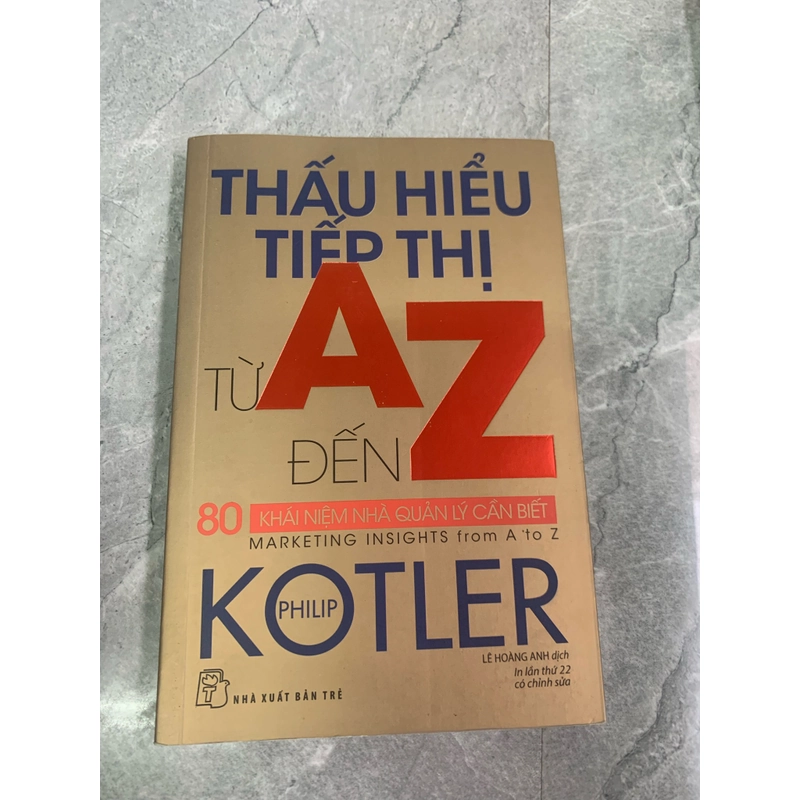 THẤU HIỂU
TIẾP THỊ
TỪ A
ĐẾN Z
80 KHÁI NIỆM NHÀ QUẢN LÝ CẦN BIẾT
MARKETING INSIGHTS from A to Z
PHILIP
KOTLER
LÊ HOÀNG ANH dịch
In lần thứ 22
có chỉnh sửa
NHÀ XUẤT BẢN TRẺ